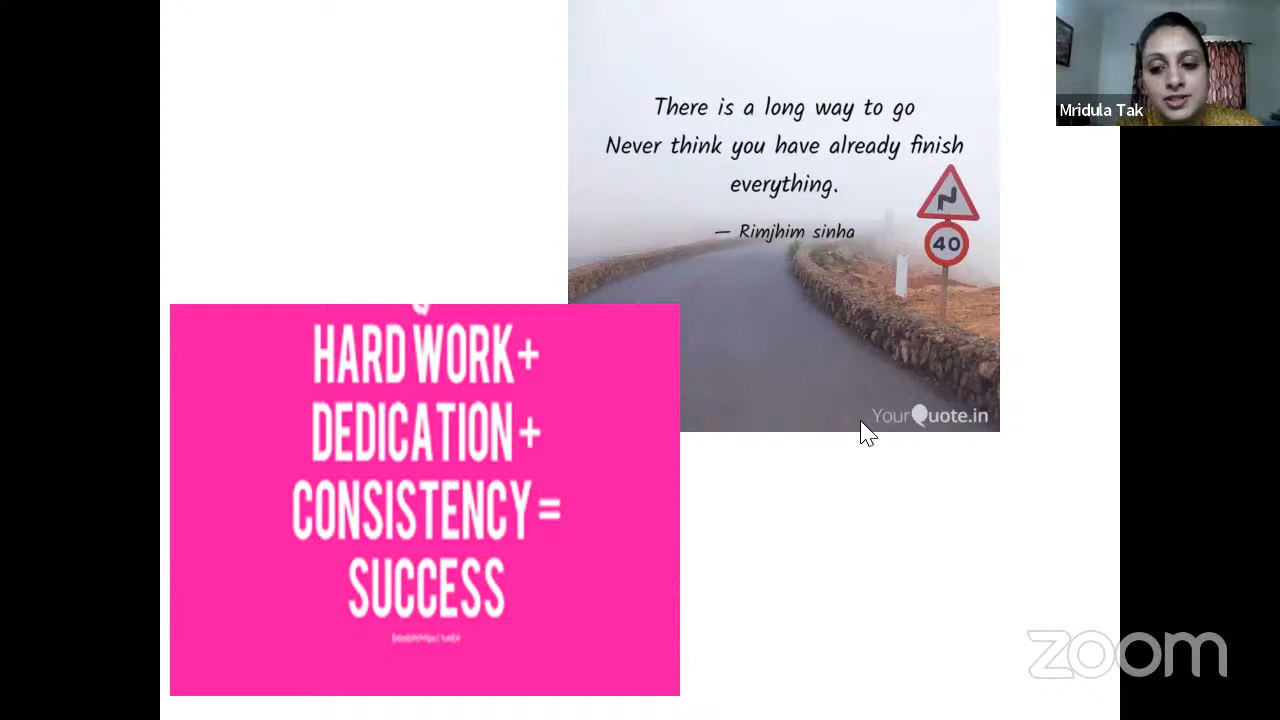 There is a long way to go
Never think you have already finish
everything.
— Rimjhim sinha
40
YourQuote.in
Mridula Tak
HARD WORK +
DEDICATION +
CONSISTENCY =
SUCCESS
zoom